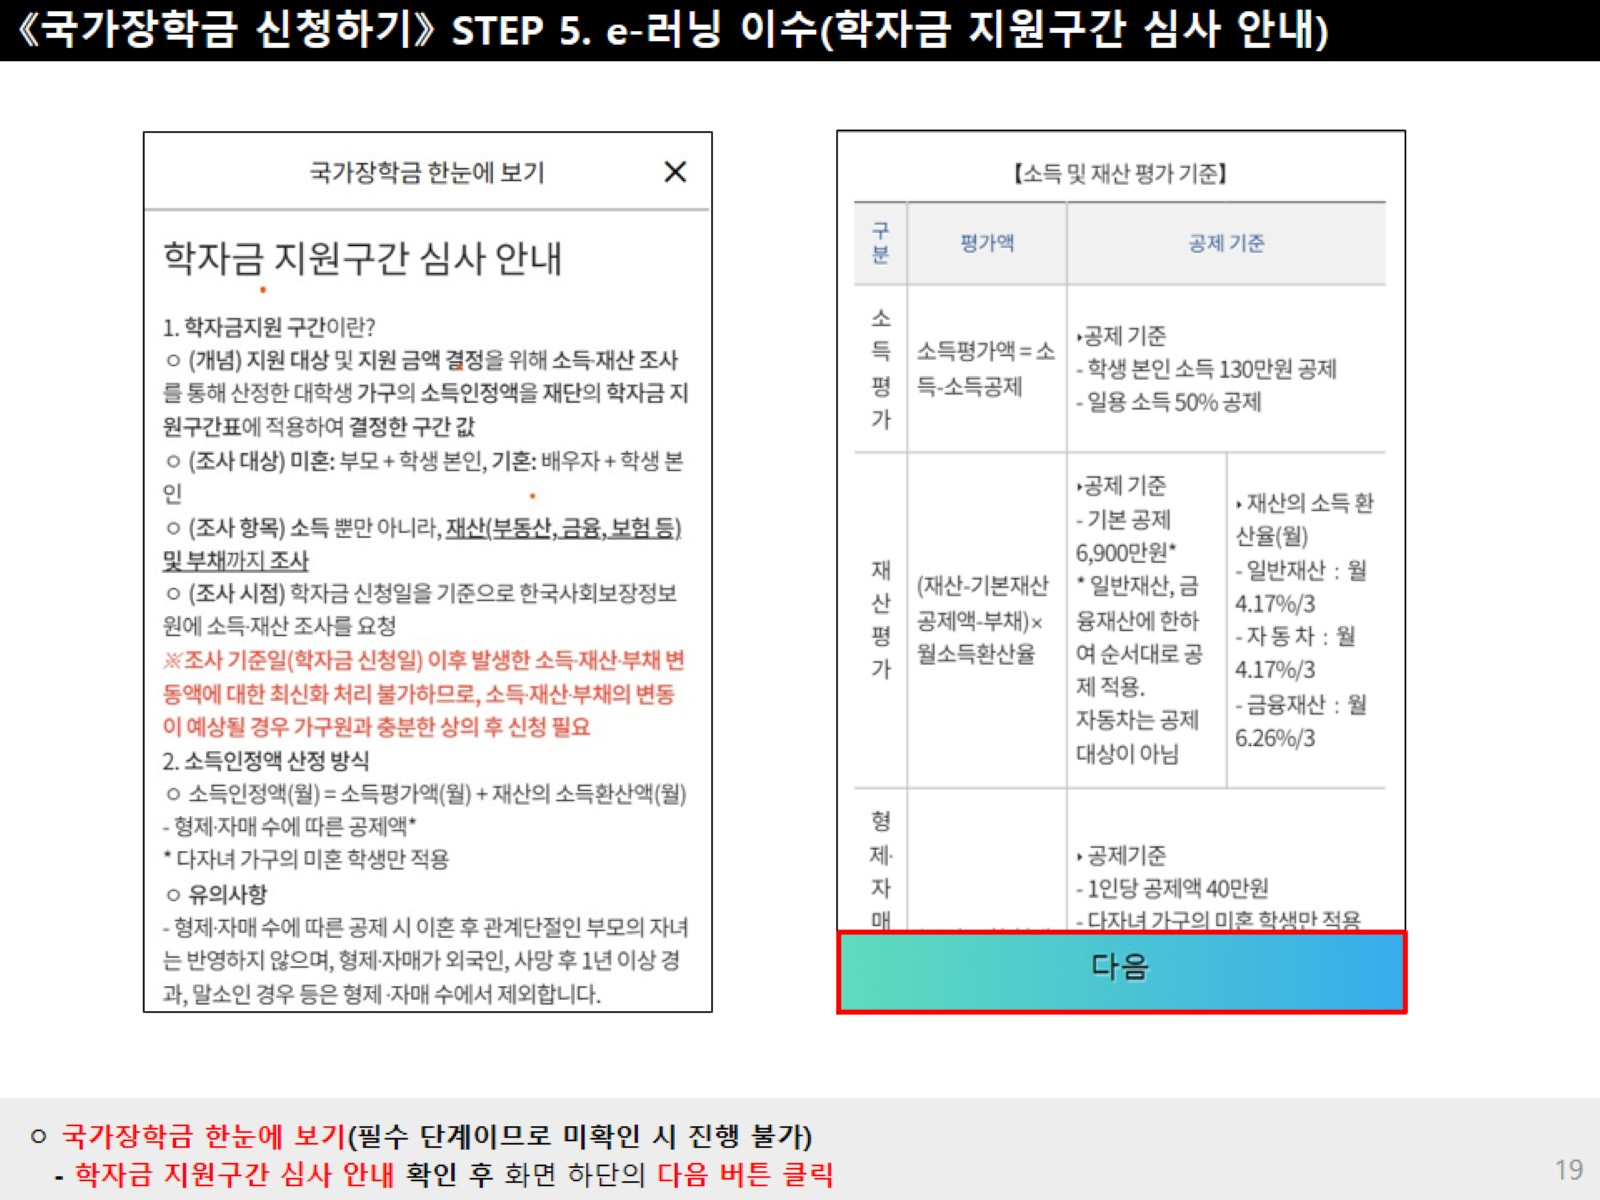 《국가장학금 신청하기》 STEP 5. e-러닝 이수(학자금 지원구간 심사 안내)
국가장학금 한눈에 보기 ✕
학자금 지원구간 심사 안내
1. 학자금지원 구간이란?
ㅇ (개념) 지원 대상 및 지원 금액 결정을 위해 소득·재산 조사
를 통해 산정한 대학생 가구의 소득인정액을 재단의 학자금 지
원구간표에 적용하여 결정한 구간 값
ㅇ (조사 대상) 미혼: 부모 + 학생 본인, 기혼: 배우자 + 학생 본
인
ㅇ (조사 항목) 소득 뿐만 아니라, 재산(부동산, 금융, 보험 등)
및 부채까지 조사
ㅇ (조사 시점) 학자금 신청일을 기준으로 한국사회보장정보
원에 소득·재산 조사를 요청
※조사 기준일(학자금 신청일) 이후 발생한 소득·재산·부채 변
동액에 대한 최신화 처리 불가하므로, 소득·재산·부채의 변동
이 예상될 경우 가구원과 충분한 상의 후 신청 필요
2. 소득인정액 산정 방식
ㅇ 소득인정액(월) = 소득평가액(월) + 재산의 소득환산액(월)
- 형제·자매 수에 따른 공제액*
* 다자녀 가구의 미혼 학생만 적용
ㅇ 유의사항
- 형제·자매 수에 따른 공제 시 이혼 후 관계단절인 부모의 자녀
는 반영하지 않으며, 형제·자매가 외국인, 사망 후 1년 이상 경
과, 말소인 경우 등은 형제 ·자매 수에서 제외합니다.
【소득 및 재산 평가 기준】
구
분
평가액
공제 기준
소
득
평
가
소득평가액 = 소
득-소득공제
▸공제 기준
- 학생 본인 소득 130만원 공제
- 일용 소득 50% 공제
재
산
평
가
(재산-기본재산
공제액-부채)×
월소득환산율
▸공제 기준
- 기본 공제
6,900만원*
* 일반재산, 금
융재산에 한하
여 순서대로 공
제 적용.
자동차는 공제
대상이 아님
▸ 재산의 소득 환
산율(월)
- 일반재산 : 월
4.17%/3
- 자동차 : 월
4.17%/3
- 금융재산 : 월
6.26%/3
형
제·
자
매
▸ 공제기준
- 1인당 공제액 40만원
- 다자녀 가구의 미혼 학생만 적용
다음
ㅇ 국가장학금 한눈에 보기(필수 단계이므로 미확인 시 진행 불가)
- 학자금 지원구간 심사 안내 확인 후 화면 하단의 다음 버튼 클릭
19